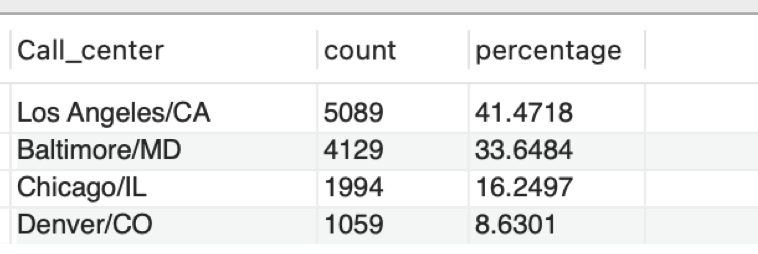 Call_center count percentage
Los Angeles/CA 5089 41.4718
Baltimore/MD 4129 33.6484
Chicago/IL 1994 16.2497
Denver/CO 1059 8.6301